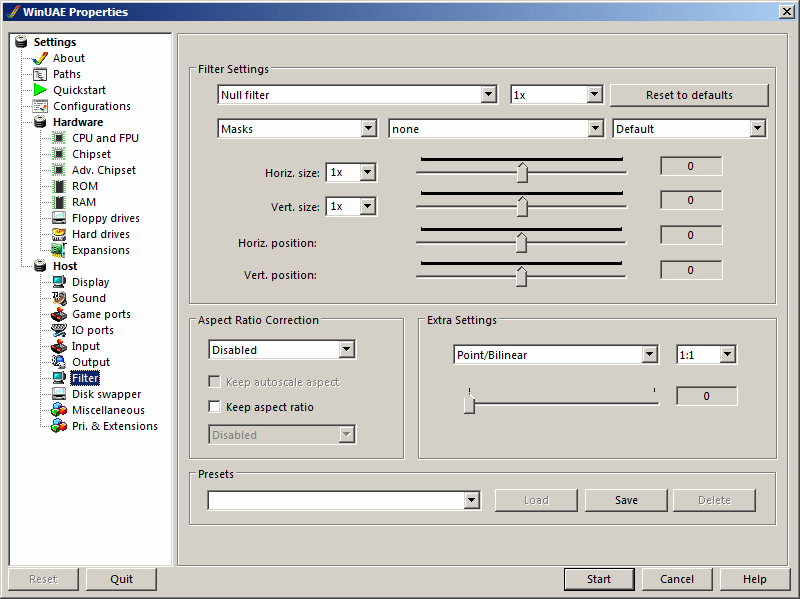 WinUAE Properties
Settings
About
Paths
Quickstart
Configurations
Hardware
CPU and FPU
Chipset
Adv. Chipset
ROM
RAM
Floppy drives
Hard drives
Expansions
Host
Display
Sound
Game ports
IO ports
Input
Output
Filter
Disk swapper
Miscellaneous
Pri. & Extensions
Filter Settings
Null filter 1x Reset to defaults
Masks none Default
Horiz. size: 1x 0
Vert. size: 1x 0
Horiz. position: 0
Vert. position: 0
Aspect Ratio Correction
Disabled
Keep autoscale aspect
Keep aspect ratio
Disabled
Extra Settings
Point/Bilinear 1:1
0
Presets
Load Save Delete
Reset Quit Start Cancel Help